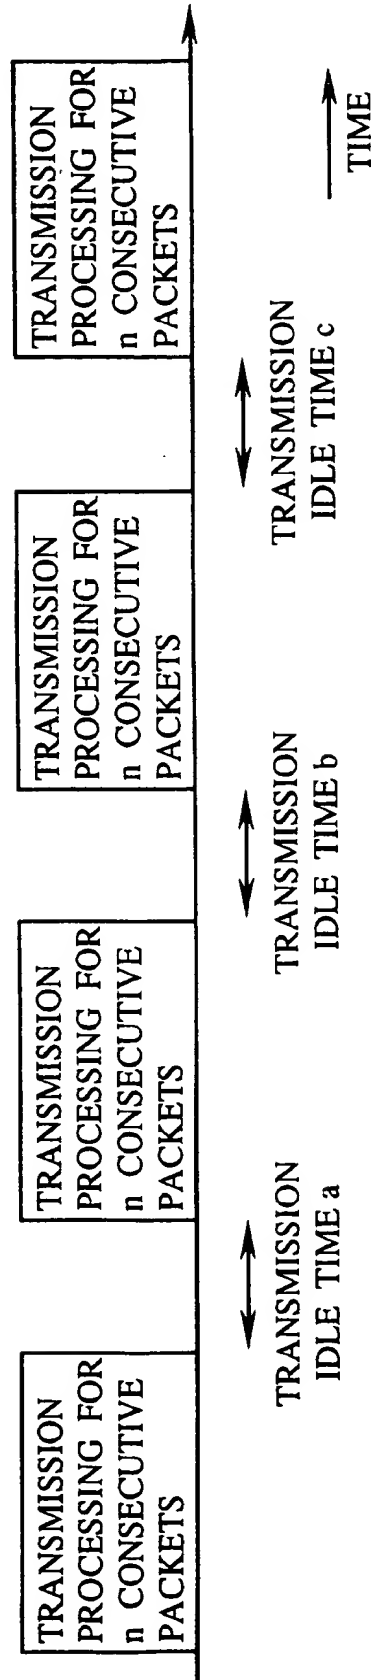 TRANSMISSION
PROCESSING FOR
n CONSECUTIVE
PACKETS
TRANSMISSION
PROCESSING FOR
n CONSECUTIVE
PACKETS
TRANSMISSION
PROCESSING FOR
n CONSECUTIVE
PACKETS
TRANSMISSION
PROCESSING FOR
n CONSECUTIVE
PACKETS
TRANSMISSION
IDLE TIME a
TRANSMISSION
IDLE TIME b
TRANSMISSION
IDLE TIME c
TIME